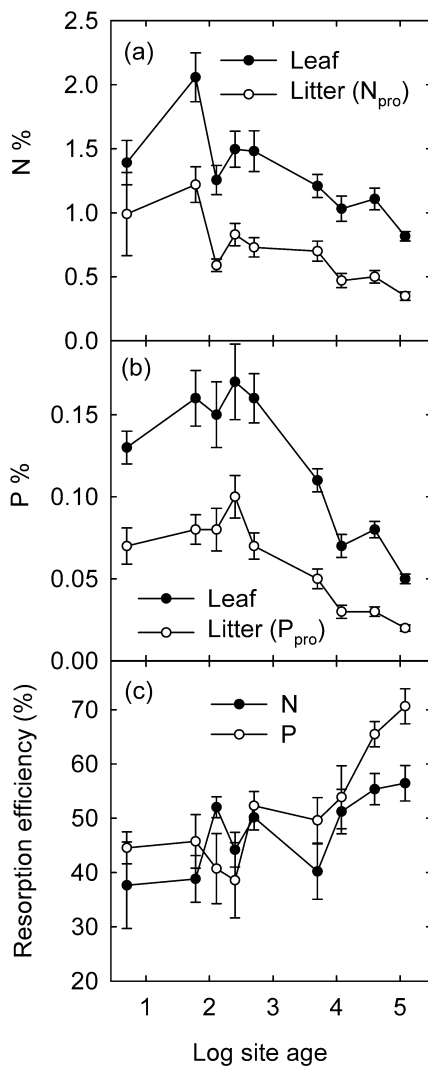 (a)
Leaf
Litter (Npro)
N %
2.5
2.0
1.5
1.0
0.5
0.0
(b)
P %
0.15
0.10
0.05
0.00
Leaf
Litter (Ppro)
(c)
N
P
Resorption efficiency (%)
70
60
50
40
30
20
1 2 3 4 5
Log site age